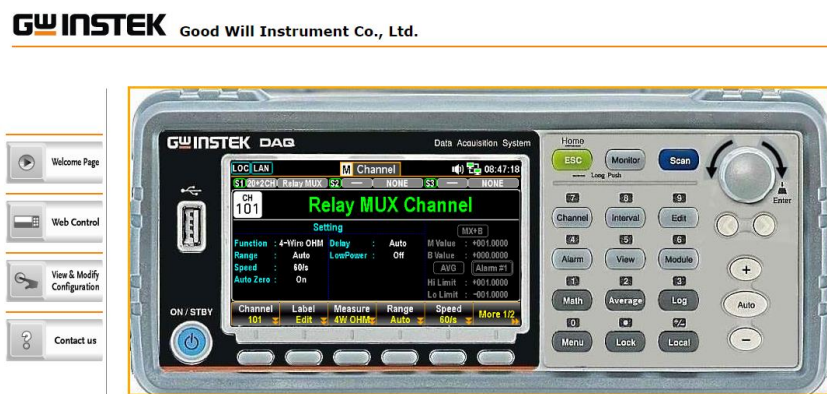 GWINSTEK Good Will Instrument Co., Ltd.
Welcome Page
Web Control
View & Modify
Configuration
Contact us
GWINSTEK DAQ
Data Acquisition System
LOC LAN
M Channel
08:47:18
S1 20+2CH Relay MUX S2 — NONE S3 — NONE
CH
101
Relay MUX Channel
Setting
MX+B
Function : 4-Wire OHM Delay : Auto M Value : +001.0000
Range : Auto LowPower : Off B Value : +000.0000
Speed : 60/s AVG Alarm #1
Auto Zero : On Hi Limit : +001.0000
Lo Limit : -001.0000
Channel Label Measure Range Speed More 1/2
101 Edit 4W OHM Auto 60/s
ON / STBY
Home
ESC Monitor Scan
Long Push
Enter
7 8 9
Channel Interval Edit
4 5 6
Alarm View Module
1 2 3
Math Average Log
0 +/-
Menu Lock Local
+
Auto
−